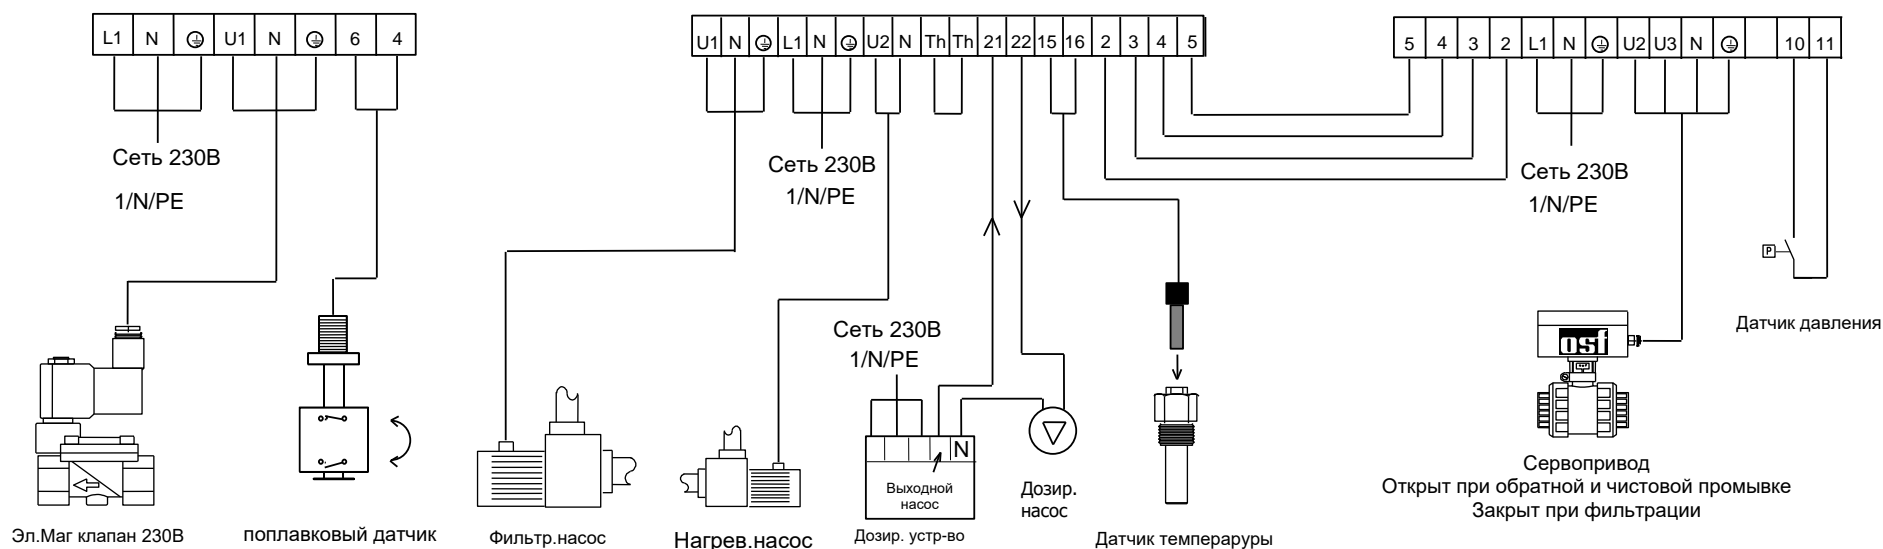 L1 N U1 N 6 4
U1 N L1 N U2 N Th Th 21 22 15 16 2 3 4 5
5 4 3 2 L1 N U2 U3 N 10 11
Сеть 230В
1/N/PE
Сеть 230В
1/N/PE
Сеть 230В
1/N/PE
P
Датчик давления
Сеть 230В
1/N/PE
osf
N
Выходной
насос
Дозир.
насос
Сервопривод
Открыт при обратной и чистовой промывке
Закрыт при фильтрации
Эл.Маг клапан 230В
поплавковый датчик
Фильтр.насос
Нагрев.насос
Дозир. устр-во
Датчик темпераруры